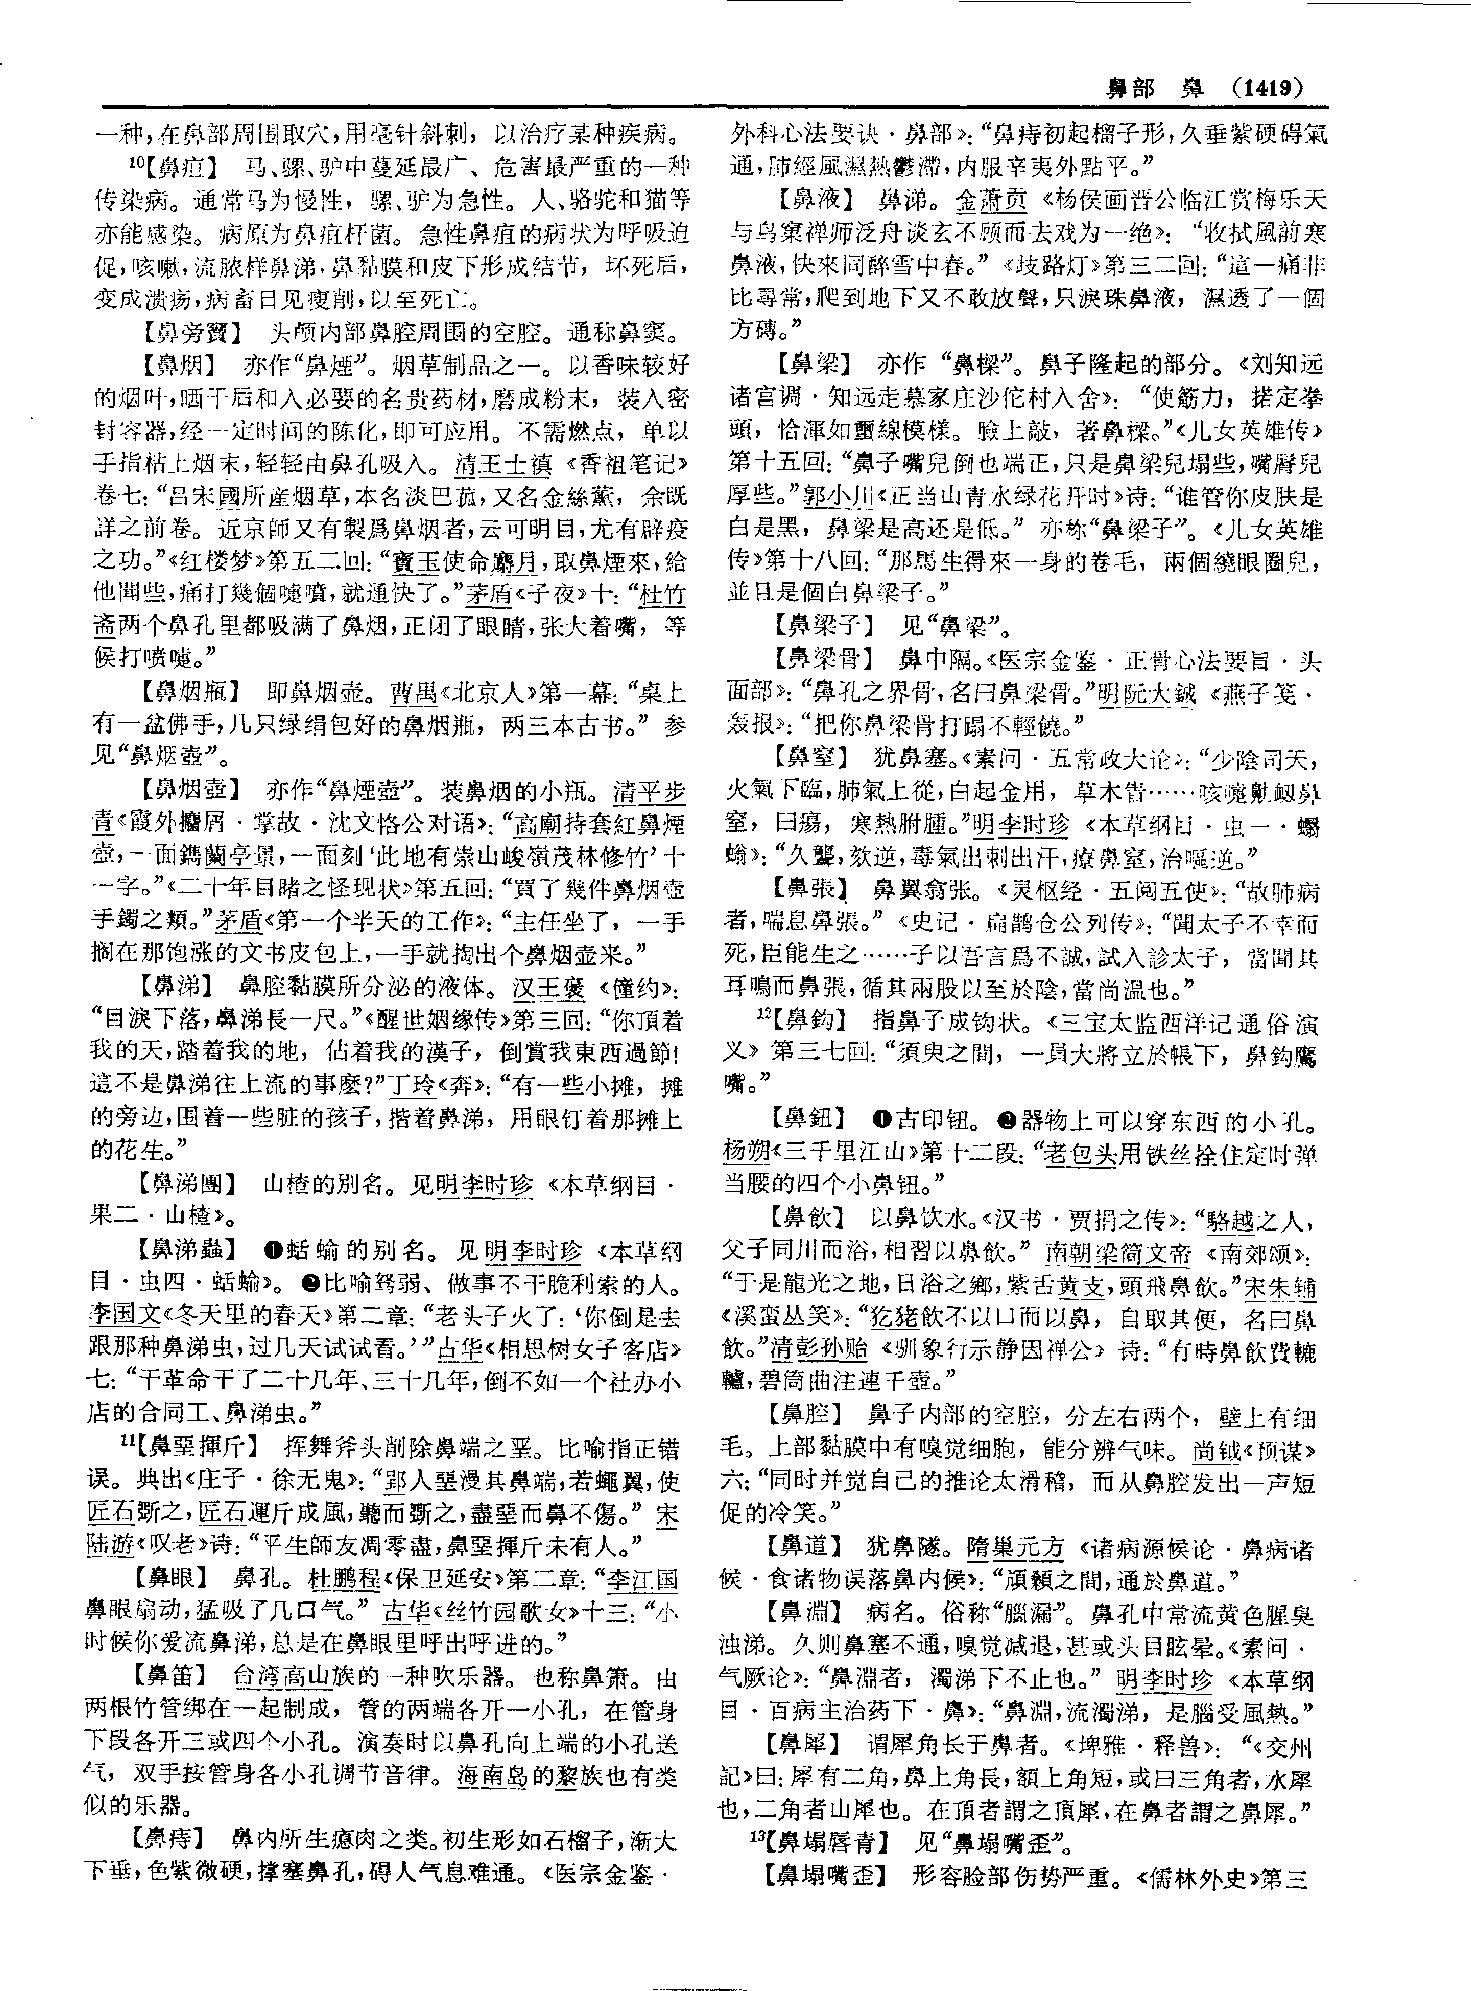 鼻部　鼻　（1419）
一种，在鼻部周围取穴，用毫针斜刺，以治疗某种疾病。
10【鼻疽】　马、骡、驴中蔓延最广、危害最严重的一种
传染病。通常马为慢性，骡、驴为急性。人、骆驼和猫等
亦能感染。病原为鼻疽杆菌。急性鼻疽的病状为呼吸迫
促，咳嗽，流脓样鼻涕，鼻黏膜和皮下形成结节，坏死后，
变成溃疡，病畜日见瘦削，以至死亡。
【鼻旁竇】　头颅内部鼻腔周围的空腔。通称鼻窦。
【鼻烟】　亦作“鼻煙”。烟草制品之一。以香味较好
的烟叶，晒干后和入必要的名贵药材，磨成粉末，装入密
封容器，经一定时间的陈化，即可应用。不需燃点，单以
手指粘上烟末，轻轻由鼻孔吸入。清王士禛《香祖笔记》
卷七：“吕宋國所産烟草，本名淡巴菰，又名金絲薰，余既
詳之前卷。近京師又有製爲鼻烟者，云可明目，尤有辟疫
之功。”《红楼梦》第五二回：“寶玉使命麝月，取鼻煙來，給
他聞些，痛打幾個嚏噴，就通快了。”茅盾《子夜》十：“杜竹
斋两个鼻孔里都吸满了鼻烟，正闭了眼睛，张大着嘴，等
候打喷嚏。”
【鼻烟瓶】　即鼻烟壶。曹禺《北京人》第一幕：“桌上
有一盆佛手，几只绿绢包好的鼻烟瓶，两三本古书。”参
见“鼻烟壺”。
【鼻烟壺】　亦作“鼻煙壺”。装鼻烟的小瓶。清平步
青《霞外攟屑·掌故·沈文恪公对语》：“高廟持套紅鼻煙
壺，一面鐫蘭亭景，一面刻‘此地有崇山峻嶺茂林修竹’十
一字。”《二十年目睹之怪现状》第五回：“買了幾件鼻烟壺
手鐲之類。”茅盾《第一个半天的工作》：“主任坐了，一手
搁在那饱涨的文书皮包上，一手就掏出个鼻烟壶来。”
【鼻涕】　鼻腔黏膜所分泌的液体。汉王褒《僮约》：
“目淚下落，鼻涕長一尺。”《醒世姻缘传》第三回：“你頂着
我的天，踏着我的地，佔着我的漢子，倒賞我東西過節！
這不是鼻涕往上流的事麽？”丁玲《奔》：“有一些小摊，摊
的旁边，围着一些脏的孩子，揩着鼻涕，用眼钉着那摊上
的花生。”
【鼻涕團】　山楂的别名。见明李时珍《本草纲目·
果二·山楂》。
【鼻涕蟲】　❶蛞蝓的别名。见明李时珍《本草纲
目·虫四·蛞蝓》。❷比喻驽弱、做事不干脆利索的人。
李国文《冬天里的春天》第二章：“老头子火了：‘你倒是去
跟那种鼻涕虫，过几天试试看。’”古华《相思树女子客店》
七：“干革命干了二十几年、三十几年，倒不如一个社办小
店的合同工、鼻涕虫。”
11【鼻堊揮斤】　挥舞斧头削除鼻端之垩。比喻指正错
误。典出《庄子·徐无鬼》：“郢人堊漫其鼻端，若蠅翼，使
匠石斲之，匠石運斤成風，聽而斲之，盡堊而鼻不傷。”宋
陆游《叹老》诗：“平生師友凋零盡，鼻堊揮斤未有人。”
【鼻眼】　鼻孔。杜鹏程《保卫延安》第二章：“李江国
鼻眼扇动，猛吸了几口气。”古华《丝竹园歌女》十三：“小
时候你爱流鼻涕，总是在鼻眼里呼出呼进的。”
【鼻笛】　台湾高山族的一种吹乐器。也称鼻箫。由
两根竹管绑在一起制成，管的两端各开一小孔，在管身
下段各开三或四个小孔。演奏时以鼻孔向上端的小孔送
气，双手按管身各小孔调节音律。海南岛的黎族也有类
似的乐器。
【鼻痔】　鼻内所生瘜肉之类。初生形如石榴子，渐大
下垂，色紫微硬，撑塞鼻孔，碍人气息难通。《医宗金鉴·
外科心法要诀·鼻部》：“鼻痔初起榴子形，久垂紫硬碍氣
通，肺經風濕熱鬱滯，内服辛夷外點平。”
【鼻液】　鼻涕。金萧贡《杨侯画晋公临江赏梅乐天
与鸟窠禅师泛舟谈玄不顾而去戏为一绝》：“收拭風前寒
鼻液，快來同醉雪中春。”《歧路灯》第三二回：“這一痛非
比尋常，爬到地下又不敢放聲，只淚珠鼻液，濕透了一個
方磚。”
【鼻梁】　亦作“鼻樑”。鼻子隆起的部分。《刘知远
诸宫调·知远走慕家庄沙佗村入舍》：“使筋力，搭定拳
頭，恰渾如蠶線模樣。臉上敲，著鼻樑。”《儿女英雄传》
第十五回：“鼻子嘴兒倒也端正，只是鼻梁兒塌些，嘴脣兒
厚些。”郭小川《正当山青水绿花开时》诗：“谁管你皮肤是
白是黑，鼻梁是高还是低。”亦称“鼻梁子”。《儿女英雄
传》第十八回：“那馬生得來一身的卷毛，兩個繞眼圈兒，
並且是個白鼻梁子。”
【鼻梁子】　见“鼻梁”。
【鼻梁骨】　鼻中隔。《医宗金鉴·正骨心法要旨·头
面部》：“鼻孔之界骨，名曰鼻梁骨。”明阮大鋮《燕子笺·
轰报》：“把你鼻梁骨打蹋不輕饒。”
【鼻窒】　犹鼻塞。《素问·五常政大论》：“少陰司天，
火氣下臨，肺氣上從，白起金用，草木眚……咳嚏鼽衄鼻
窒，曰瘍，寒熱胕腫。”明李时珍《本草纲目·虫一·蠮
螉》：“久聾，欬逆，毒氣出刺出汗，療鼻窒，治嘔逆。”
【鼻張】　鼻翼翕张。《灵枢经·五阅五使》：“故肺病
者，喘息鼻張。”《史记·扁鹊仓公列传》：“聞太子不幸而
死，臣能生之……子以吾言爲不誠，試入診太子，當聞其
耳鳴而鼻張，循其兩股以至於陰，當尚温也。”
12【鼻鈎】　指鼻子成钩状。《三宝太监西洋记通俗演
义》第三七回：“須臾之間，一員大將立於帳下，鼻鈎鷹
嘴。”
【鼻鈕】　❶古印钮。❷器物上可以穿东西的小孔。
杨朔《三千里江山》第十二段：“老包头用铁丝拴住定时弹
当腰的四个小鼻钮。”
【鼻飲】　以鼻饮水。《汉书·贾捐之传》：“駱越之人，
父子同川而浴，相習以鼻飲。”南朝梁简文帝《南郊颂》：
“于是龍光之地，日浴之鄉，紫舌黄支，頭飛鼻飲。”宋朱辅
《溪蛮丛笑》：“犵狫飲不以口而以鼻，自取其便，名曰鼻
飲。”清彭孙贻《驯象行示静因禅公》诗：“有時鼻飲費轆
轤，碧筒曲注連千壺。”
【鼻腔】　鼻子内部的空腔，分左右两个，壁上有细
毛。上部黏膜中有嗅觉细胞，能分辨气味。尚钺《预谋》
六：“同时并觉自己的推论太滑稽，而从鼻腔发出一声短
促的冷笑。”
【鼻道】　犹鼻隧。隋巢元方《诸病源候论·鼻病诸
候·食诸物误落鼻内候》：“頏顙之間，通於鼻道。”
【鼻淵】　病名。俗称“腦漏”。鼻孔中常流黄色腥臭
浊涕。久则鼻塞不通，嗅觉减退，甚或头目眩晕。《素问·
气厥论》：“鼻淵者，濁涕下不止也。”明李时珍《本草纲
目·百病主治药下·鼻》：“鼻淵，流濁涕，是腦受風熱。”
【鼻犀】　谓犀角长于鼻者。《埤雅·释兽》：“《交州
記》曰：犀有二角，鼻上角長，額上角短，或曰三角者，水犀
也，二角者山犀也。在頂者謂之頂犀，在鼻者謂之鼻犀。”
13【鼻塌脣青】　见“鼻塌嘴歪”。
【鼻塌嘴歪】　形容脸部伤势严重。《儒林外史》第三